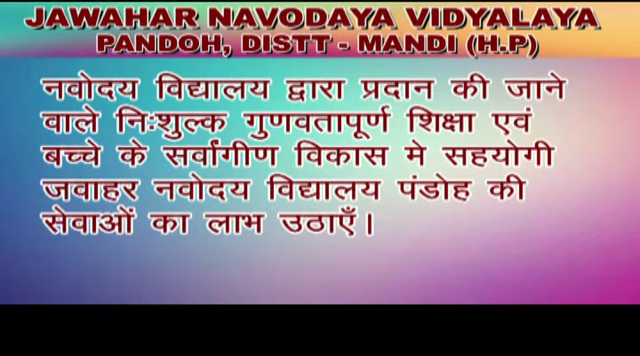 JAWAHAR NAVODAYA VIDYALAYA
PANDOH, DISTT - MANDI (H.P)
नवोदय विद्यालय द्वारा प्रदान की जाने
वाले निःशुल्क गुणवतापूर्ण शिक्षा एवं
बच्चे के सर्वांगीण विकास मे सहयोगी
जवाहर नवोदय विद्यालय पंडोह की
सेवाओं का लाभ उठाएँ।